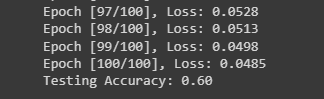 Epoch [97/100], Loss: 0.0528
Epoch [98/100], Loss: 0.0513
Epoch [99/100], Loss: 0.0498
Epoch [100/100], Loss: 0.0485
Testing Accuracy: 0.60